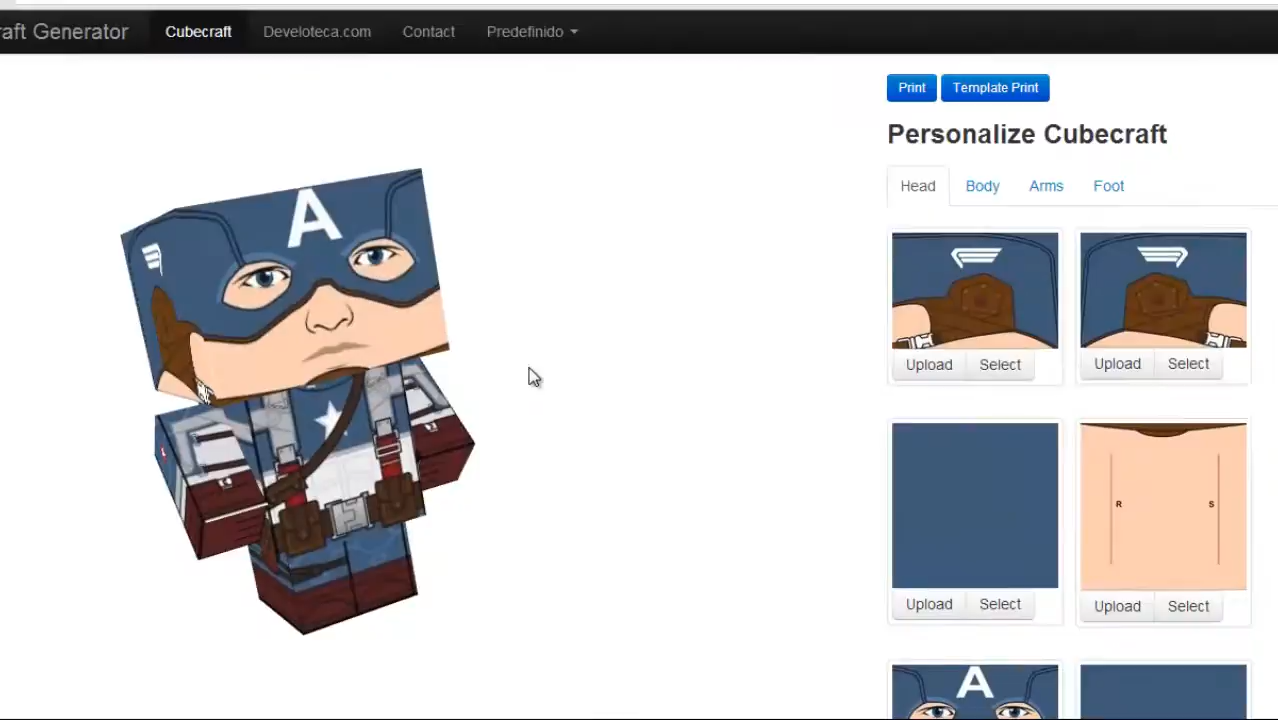 raft Generator Cubecraft Develoteca.com Contact Predefinido
Print Template Print
Personalize Cubecraft
Head Body Arms Foot
A
Upload Select
Upload Select
R S
Upload Select
Upload Select
A